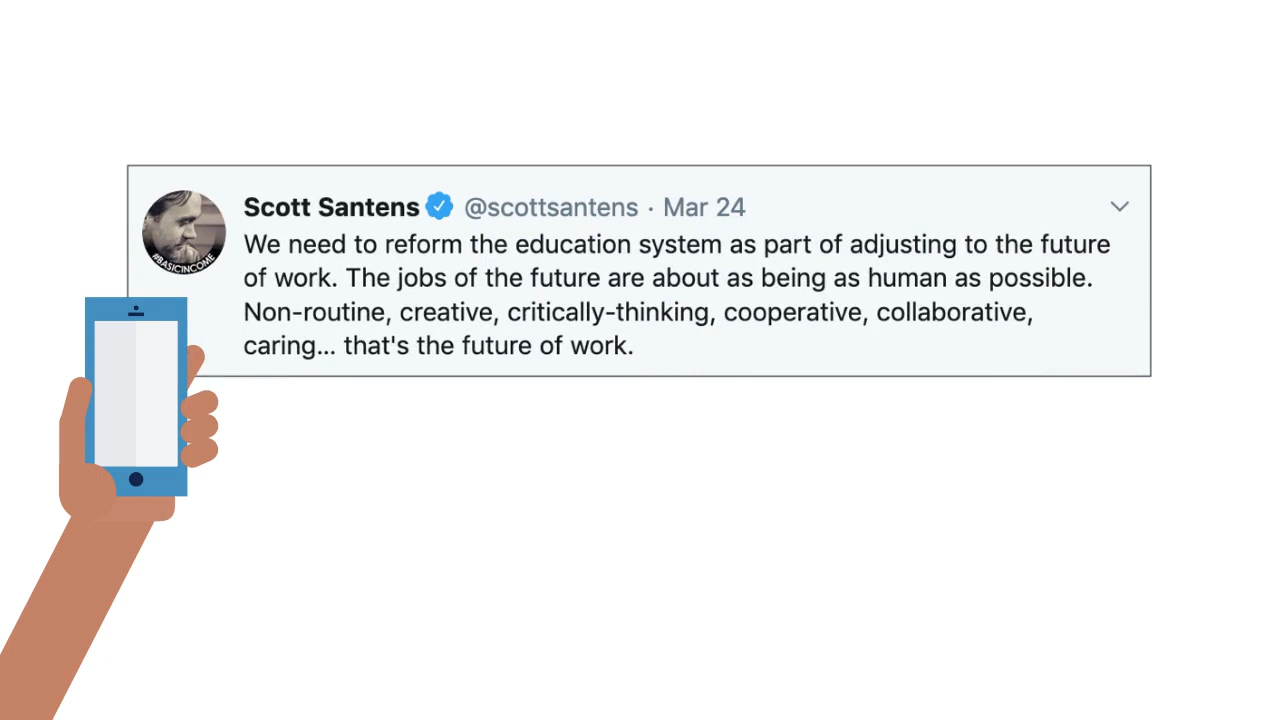 Scott Santens @scottsantens · Mar 24
We need to reform the education system as part of adjusting to the future
of work. The jobs of the future are about as being as human as possible.
Non-routine, creative, critically-thinking, cooperative, collaborative,
caring... that's the future of work.
#BASICINCOME